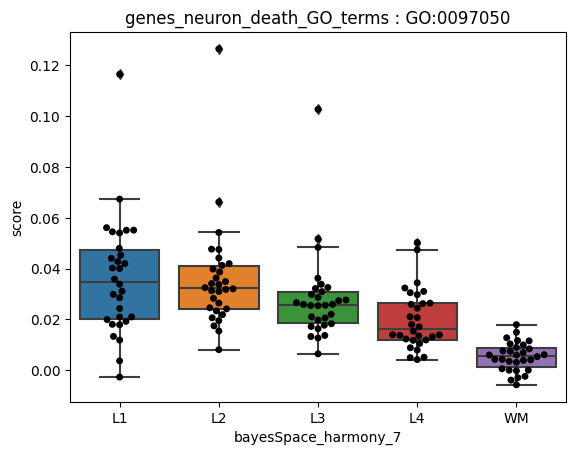 genes_neuron_death_GO_terms : GO:0097050
0.12
0.10
0.08
0.06
0.04
0.02
0.00
score
L1 L2 L3 L4 WM
bayesSpace_harmony_7